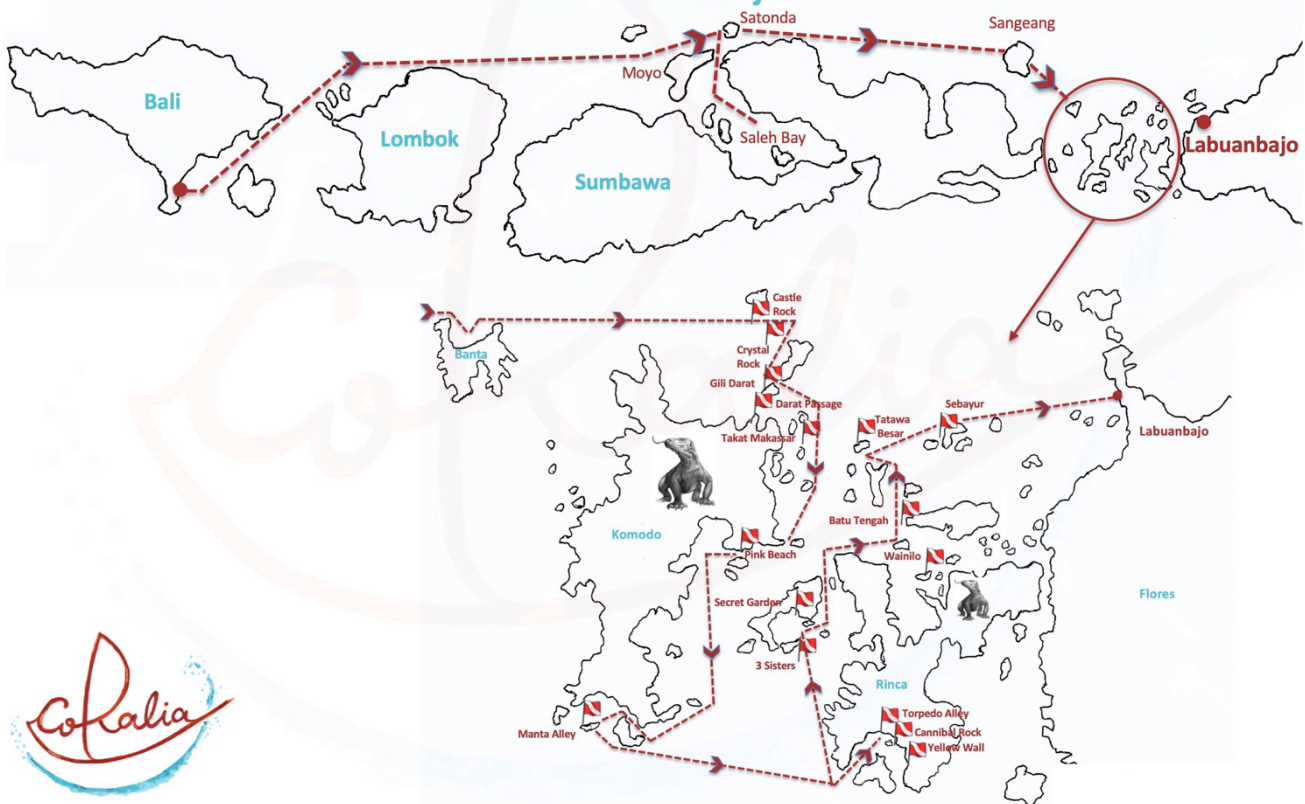 Satonda
Sangeang
Moyo
Bali
Lombok
Saleh Bay
Labuanbajo
Sumbawa
Castle
Rock
Banta
Crystal
Rock
Gili Darat
Darat Passage
Takat Makassar
Tatawa
Besar
Sebayur
Labuanbajo
Batu Tengah
Komodo
Pink Beach
Wainilo
Secret Garden
Flores
3 Sisters
Rinca
Torpedo Alley
Cannibal Rock
Yellow Wall
Manta Alley
CoRalia
CoRalia